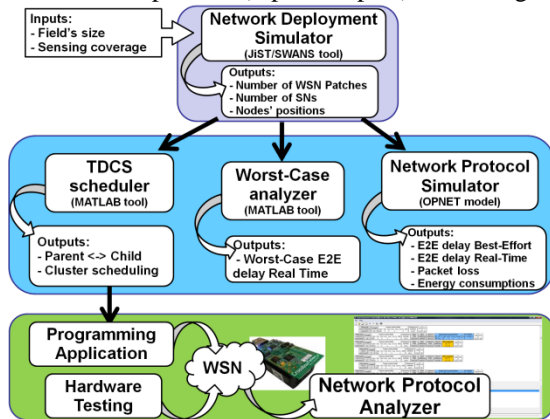 Inputs:
- Field's size
- Sensing coverage
Network Deployment
Simulator
(JiST/SWANS tool)
Outputs:
- Number of WSN Patches
- Number of SNs
- Nodes' positions
TDCS
scheduler
(MATLAB tool)
Worst-Case
analyzer
(MATLAB tool)
Network Protocol
Simulator
(OPNET model)
Outputs:
- Parent <-> Child
- Cluster scheduling
Outputs:
- Worst-Case E2E
delay Real Time
Outputs:
- E2E delay Best-Effort
- E2E delay Real-Time
- Packet loss
- Energy consumptions
Programming
Application
Hardware
Testing
WSN
Network Protocol
Analyzer